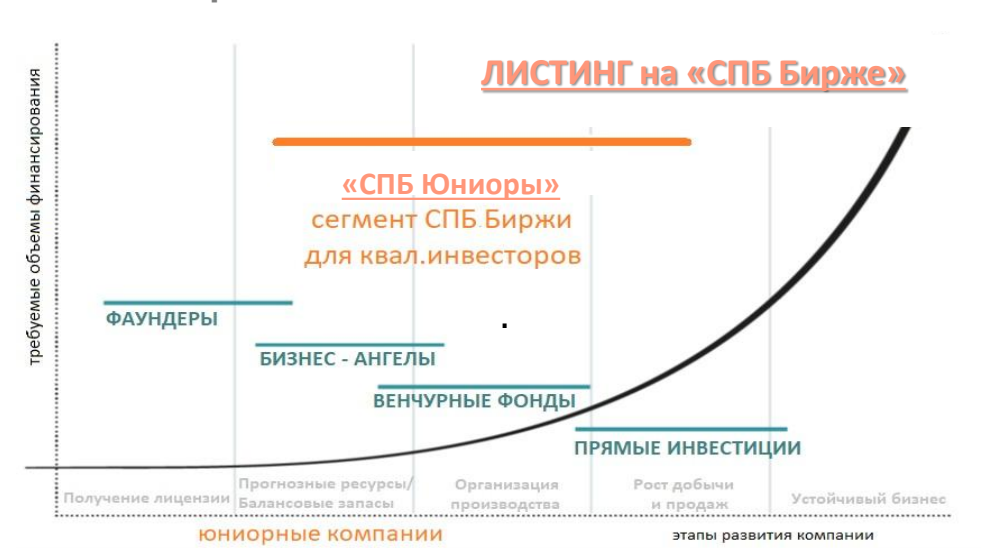 ЛИСТИНГ на «СПБ Бирже»
«СПБ Юниоры»
сегмент СПБ Биржи
для квал.инвесторов
требуемые объемы финансирования
ФАУНДЕРЫ
БИЗНЕС - АНГЕЛЫ
ВЕНЧУРНЫЕ ФОНДЫ
ПРЯМЫЕ ИНВЕСТИЦИИ
Получение лицензии
Прогнозные ресурсы/
Балансовые запасы
Организация
производства
Рост добычи
и продаж
Устойчивый бизнес
юниорные компании
этапы развития компании